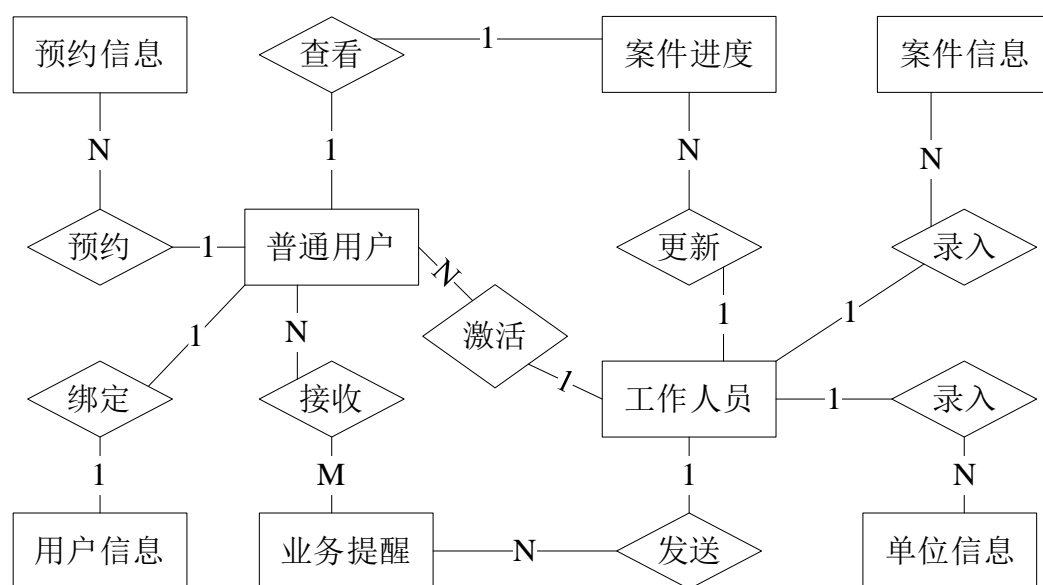 预约信息
查看
1
案件进度
案件信息
N
1
N
N
预约
1
普通用户
N
更新
录入
1
N
激活
1
1
1
绑定
接收
工作人员
1
录入
1
M
1
N
用户信息
业务提醒
N
发送
单位信息